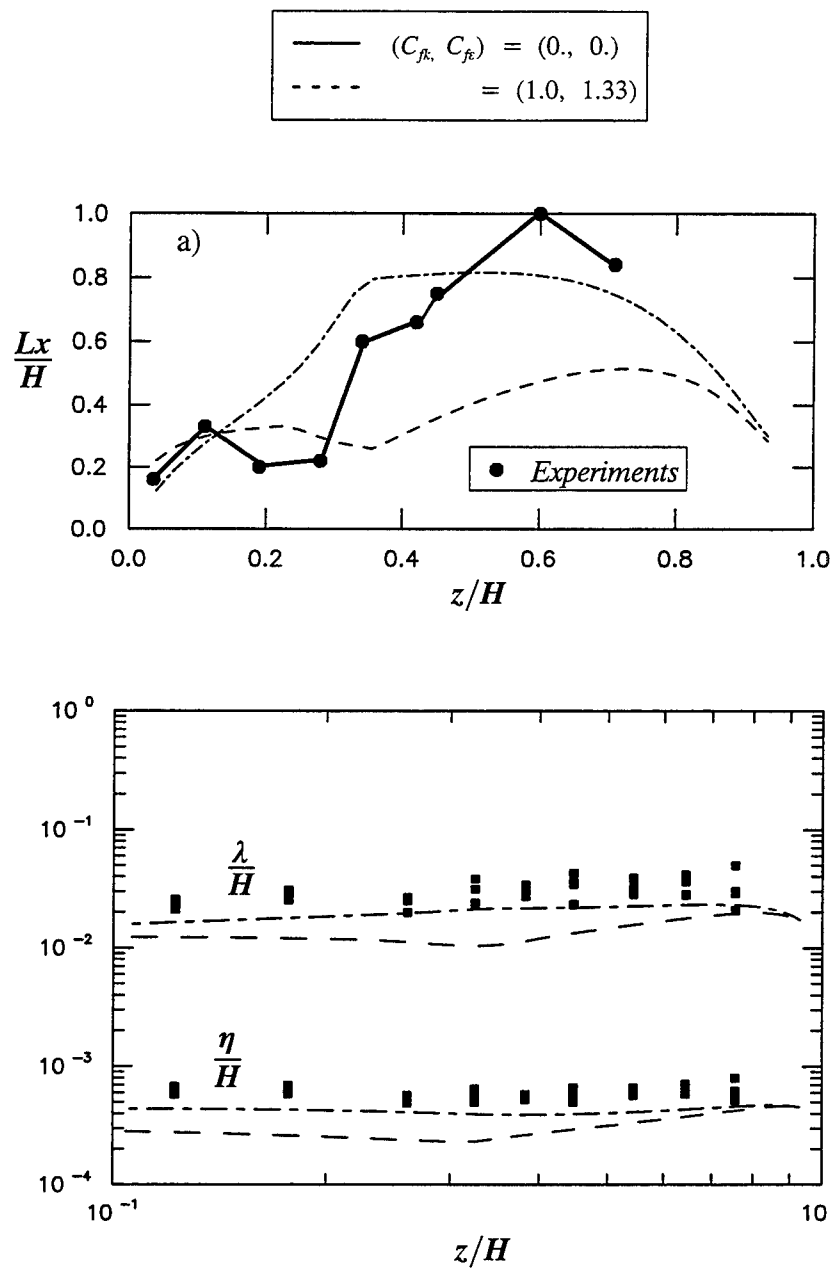 (C_fk, C_fε) = (0., 0.)
= (1.0, 1.33)
a)
1.0
0.8
0.6
0.4
0.2
0.0
Lx
H
Experiments
0.0 0.2 0.4 0.6 0.8 1.0
z/H
10⁰
10⁻¹
10⁻²
10⁻³
10⁻⁴
λ
H
η
H
10⁻¹ 10
z/H